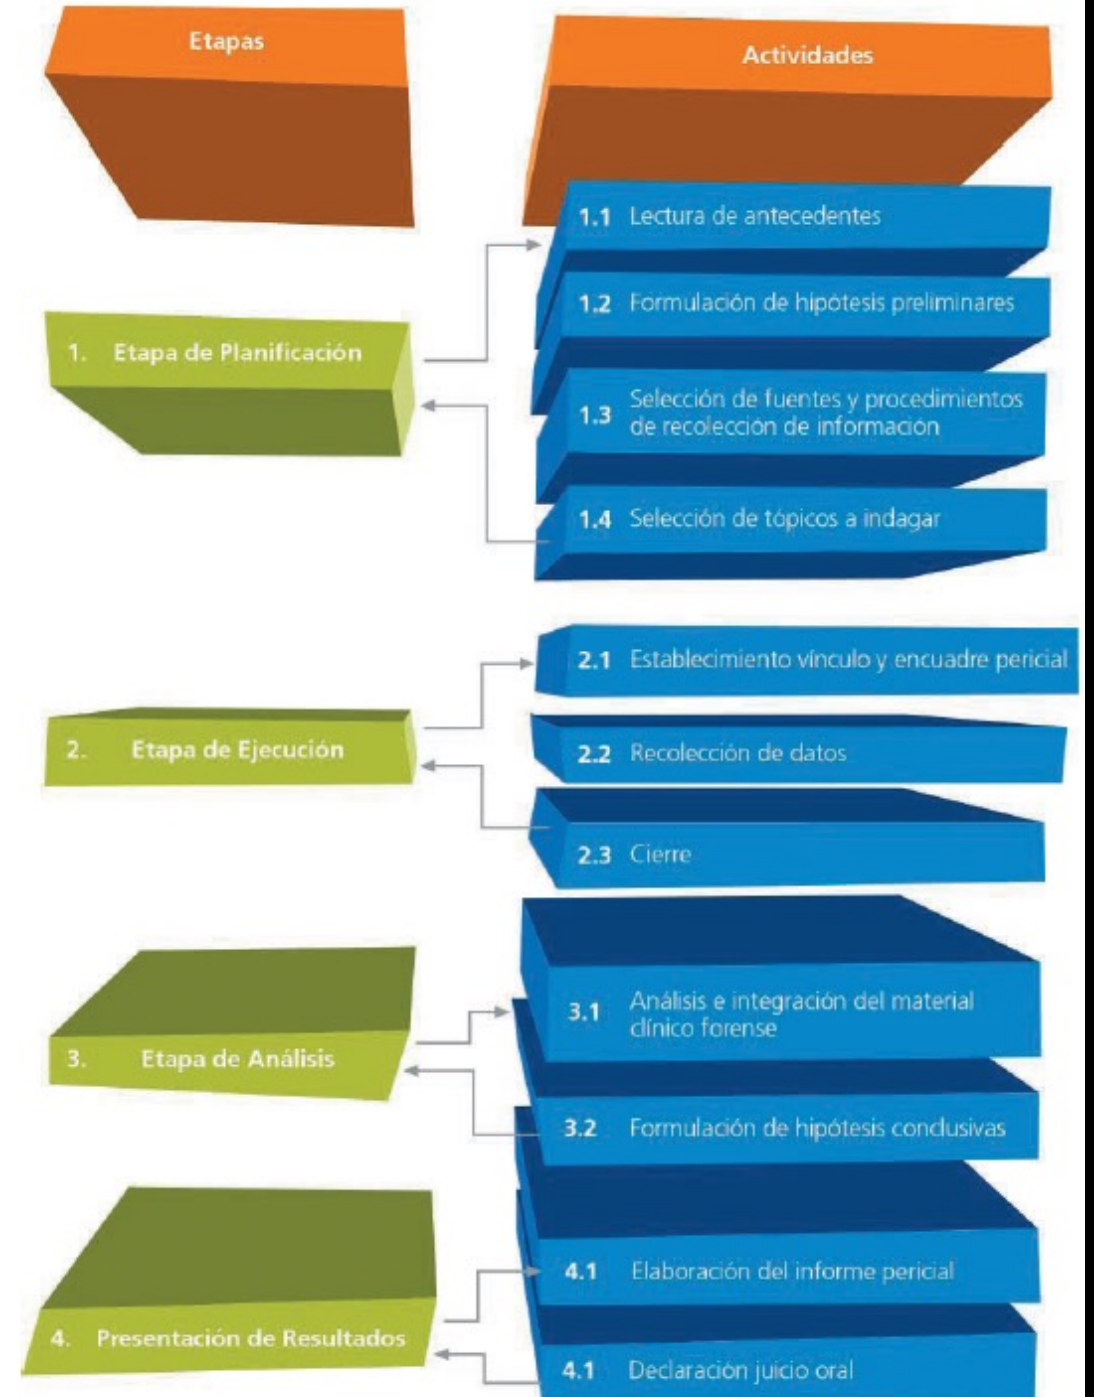 Etapas
Actividades
1. Etapa de Planificación
1.1 Lectura de antecedentes
1.2 Formulación de hipótesis preliminares
1.3 Selección de fuentes y procedimientos
de recolección de información
1.4 Selección de tópicos a indagar
2. Etapa de Ejecución
2.1 Establecimiento vínculo y encuadre pericial
2.2 Recolección de datos
2.3 Cierre
3. Etapa de Análisis
3.1 Análisis e integración del material
clínico forense
3.2 Formulación de hipótesis conclusivas
4. Presentación de Resultados
4.1 Elaboración del informe pericial
4.1 Declaración juicio oral